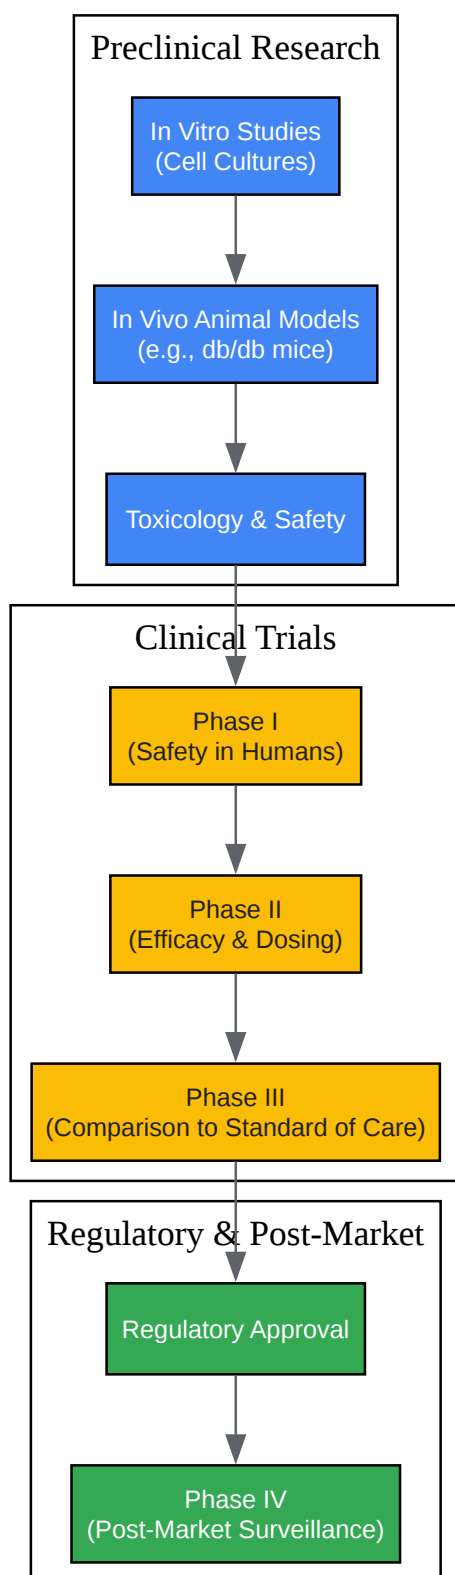 Preclinical Research
In Vitro Studies
(Cell Cultures)
In Vivo Animal Models
(e.g., db/db mice)
Toxicology & Safety
Clinical Trials
Phase I
(Safety in Humans)
Phase II
(Efficacy & Dosing)
Phase III
(Comparison to Standard of Care)
Regulatory & Post-Market
Regulatory Approval
Phase IV
(Post-Market Surveillance)